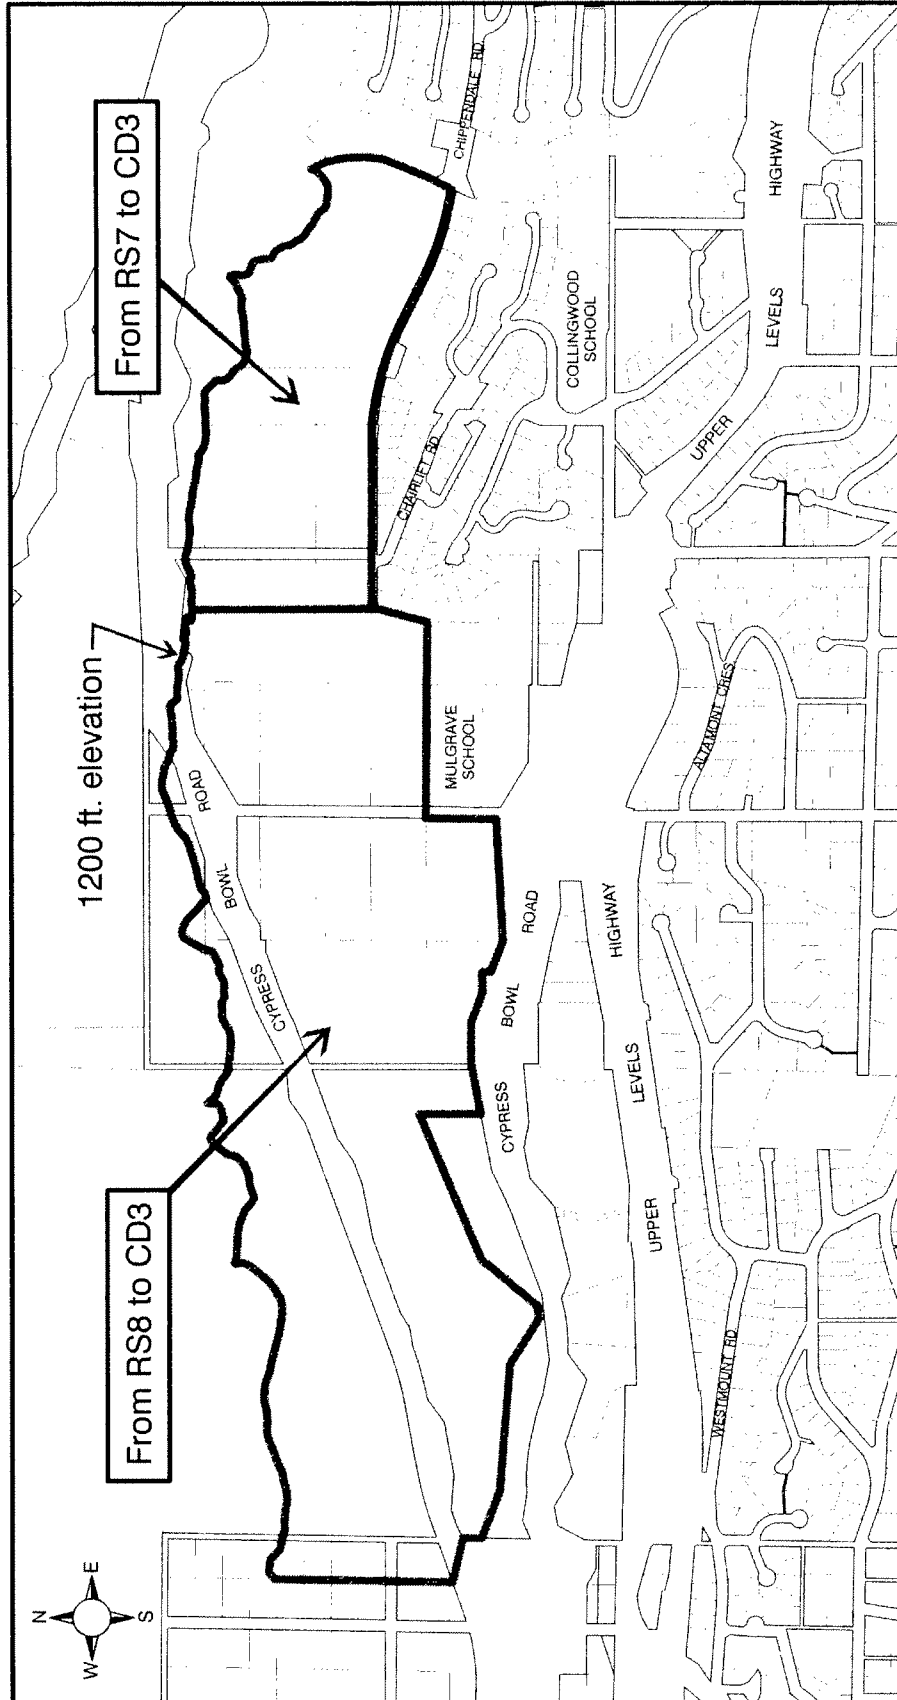 N
W
E
S
From RS8 to CD3
1200 ft. elevation
From RS7 to CD3
CYPRESS
BOWL
ROAD
CHIPPENDALE RD
CHAIRLIFT RD
MULGRAVE
SCHOOL
COLLINGWOOD
SCHOOL
CYPRESS
BOWL
ROAD
UPPER
LEVELS
HIGHWAY
UPPER
LEVELS
HIGHWAY
WESTMOUNT RD
ALTAMONT CRES